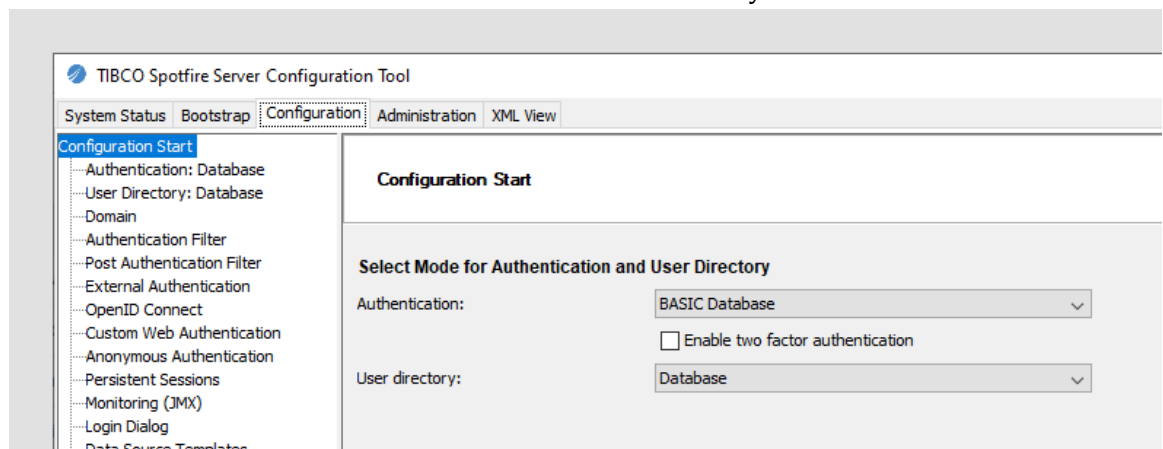 TIBCO Spotfire Server Configuration Tool
System Status Bootstrap Configuration Administration XML View
Configuration Start
Authentication: Database
User Directory: Database
Domain
Authentication Filter
Post Authentication Filter
External Authentication
OpenID Connect
Custom Web Authentication
Anonymous Authentication
Persistent Sessions
Monitoring (JMX)
Login Dialog
Data Source Templates
Configuration Start
Select Mode for Authentication and User Directory
Authentication: BASIC Database
Enable two factor authentication
User directory: Database